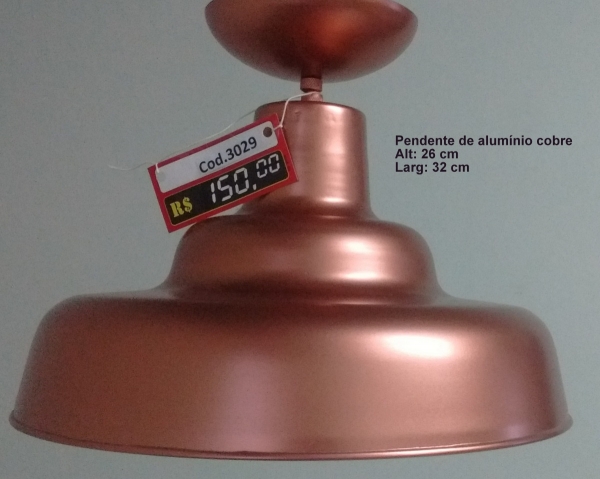 Cod.3029
R$ 150,00
Pendente de alumínio cobre
Alt: 26 cm
Larg: 32 cm